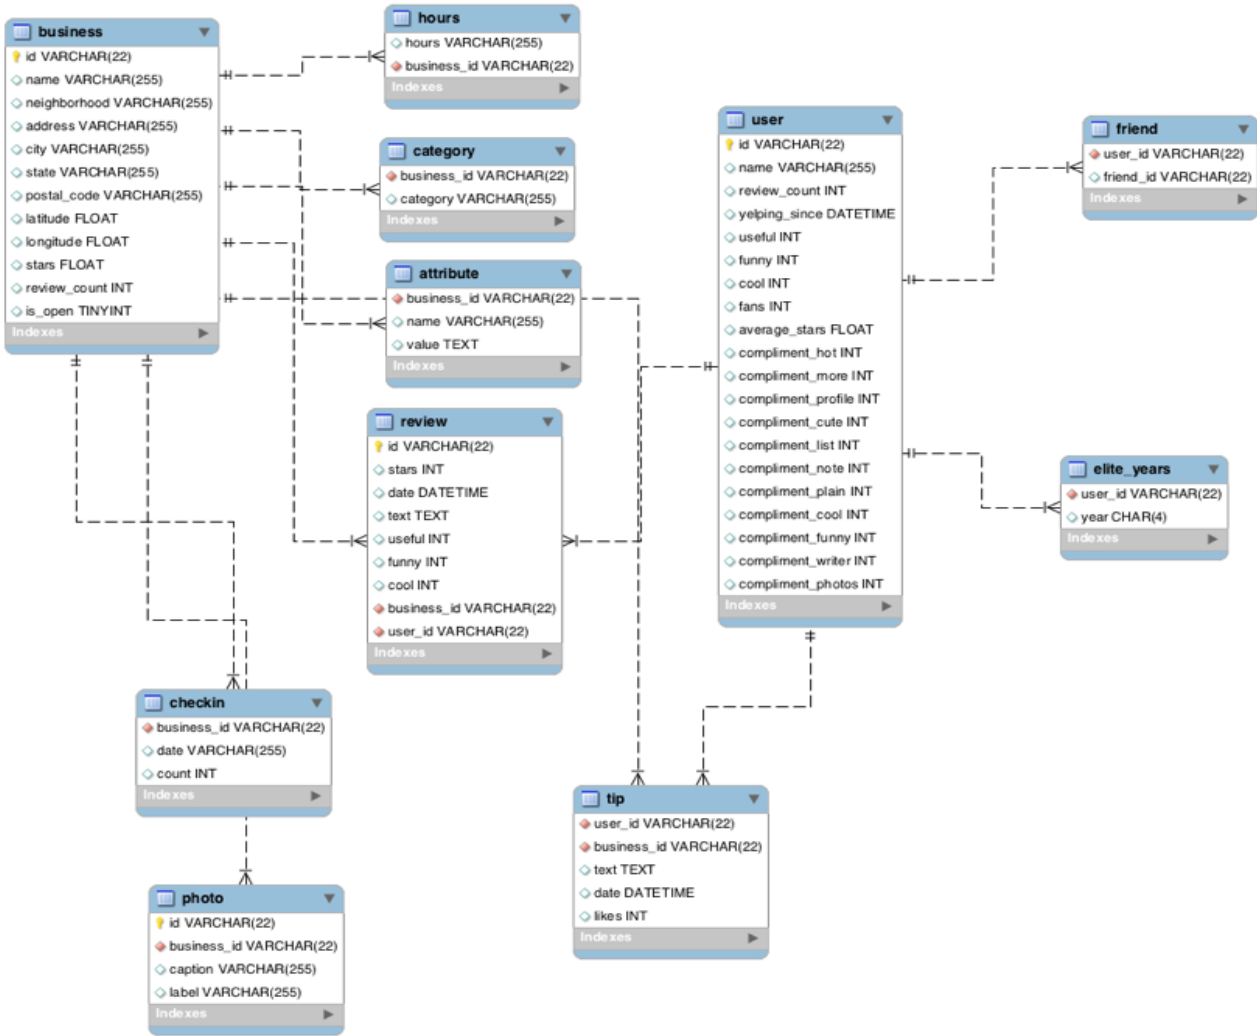 business
id VARCHAR(22)
name VARCHAR(255)
neighborhood VARCHAR(255)
address VARCHAR(255)
city VARCHAR(255)
state VARCHAR(255)
postal_code VARCHAR(255)
latitude FLOAT
longitude FLOAT
stars FLOAT
review_count INT
is_open TINYINT
Indexes
hours
hours VARCHAR(255)
business_id VARCHAR(22)
Indexes
category
business_id VARCHAR(22)
category VARCHAR(255)
Indexes
attribute
business_id VARCHAR(22)
name VARCHAR(255)
value TEXT
Indexes
review
id VARCHAR(22)
stars INT
date DATETIME
text TEXT
useful INT
funny INT
cool INT
business_id VARCHAR(22)
user_id VARCHAR(22)
Indexes
user
id VARCHAR(22)
name VARCHAR(255)
review_count INT
yelping_since DATETIME
useful INT
funny INT
cool INT
fans INT
average_stars FLOAT
compliment_hot INT
compliment_more INT
compliment_profile INT
compliment_cute INT
compliment_list INT
compliment_note INT
compliment_plain INT
compliment_cool INT
compliment_funny INT
compliment_writer INT
compliment_photos INT
Indexes
friend
user_id VARCHAR(22)
friend_id VARCHAR(22)
Indexes
elite_years
user_id VARCHAR(22)
year CHAR(4)
Indexes
checkin
business_id VARCHAR(22)
date VARCHAR(255)
count INT
Indexes
photo
id VARCHAR(22)
business_id VARCHAR(22)
caption VARCHAR(255)
label VARCHAR(255)
Indexes
tip
user_id VARCHAR(22)
business_id VARCHAR(22)
text TEXT
date DATETIME
likes INT
Indexes